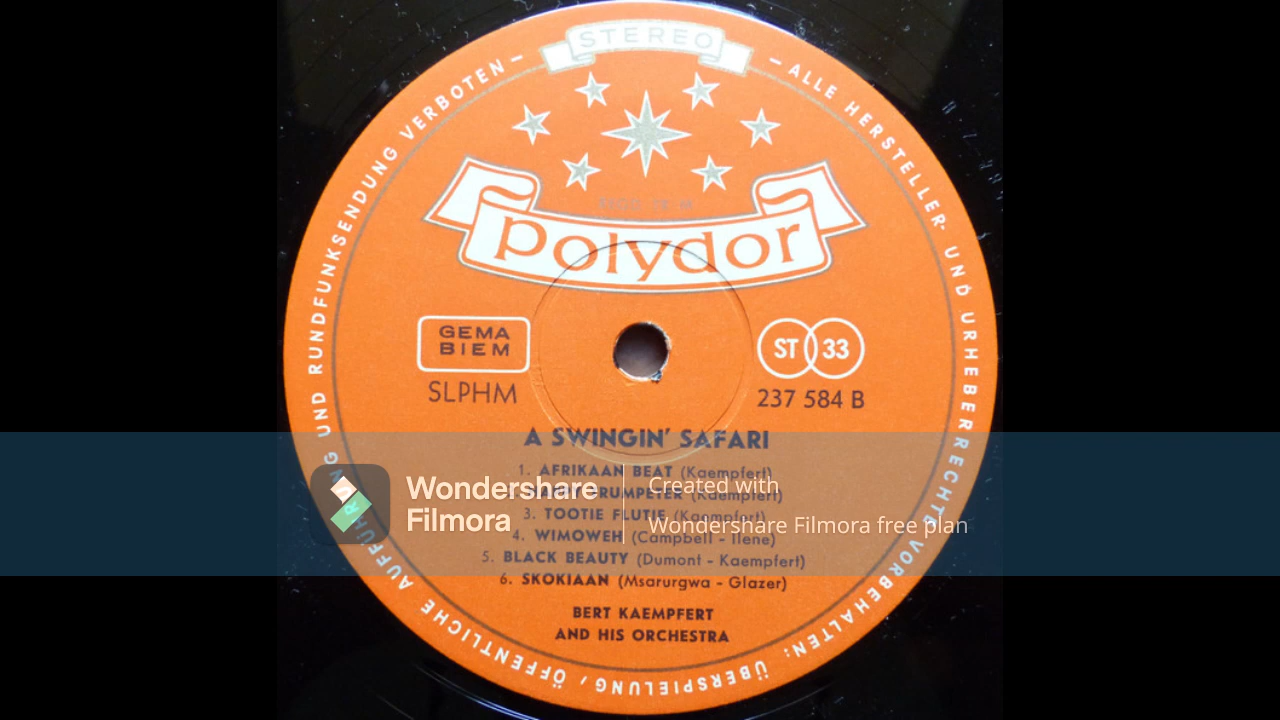 STEREO
– ALLE HERSTELLER- UND URHEBERRECHTE VORBEHALTEN: ÜBERSPIELUNG, ÖFFENTLICHE AUFFÜHRUNG UND RUNDFUNKSENDUNG VERBOTEN –
polydor
GEMA
BIEM
SLPHM
ST 33
237 584 B
A SWINGIN' SAFARI
1. AFRIKAAN BEAT (Kaempfert)
TRUMPETER (Kaempfert)
3. TOOTIE FLUTIE (Kaempfert)
4. WIMOWEH (Campbell - Ilene)
5. BLACK BEAUTY (Dumont - Kaempfert)
6. SKOKIAAN (Msarurgwa - Glazer)
BERT KAEMPFERT
AND HIS ORCHESTRA
Wondershare
Filmora
Created with
Wondershare Filmora free plan